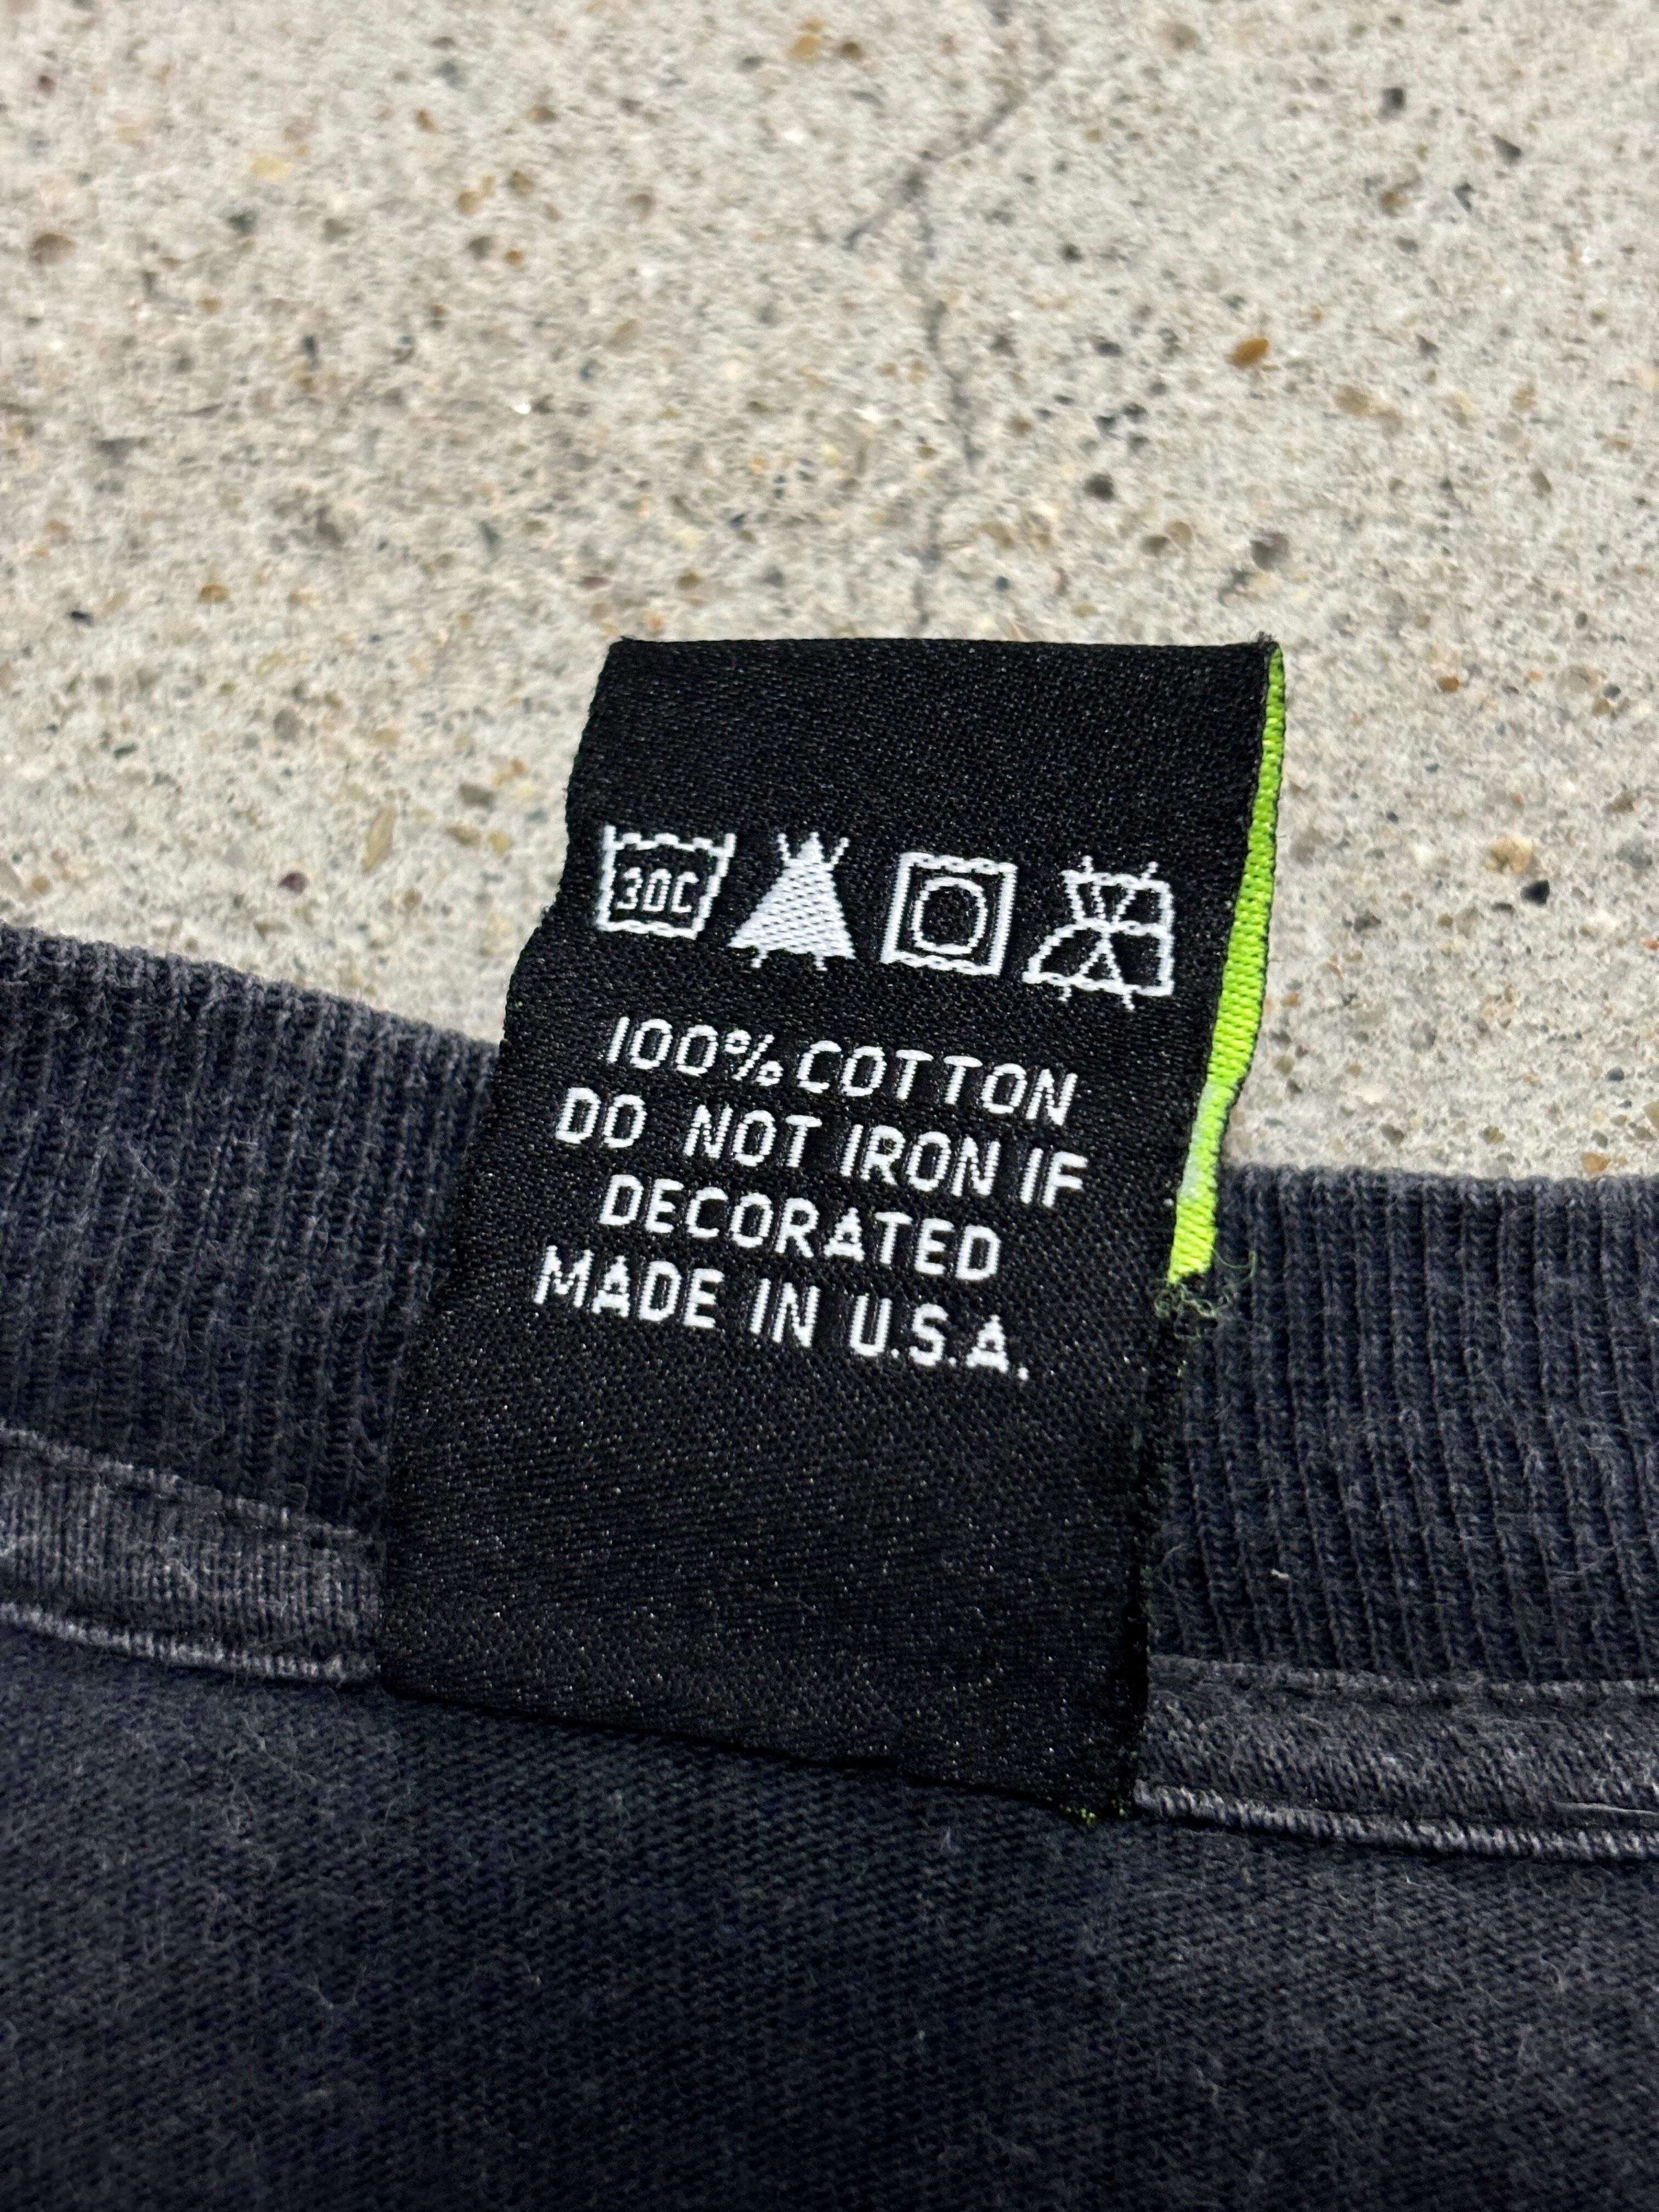 30C
100% COTTON
DO NOT IRON IF
DECORATED
MADE IN U.S.A.